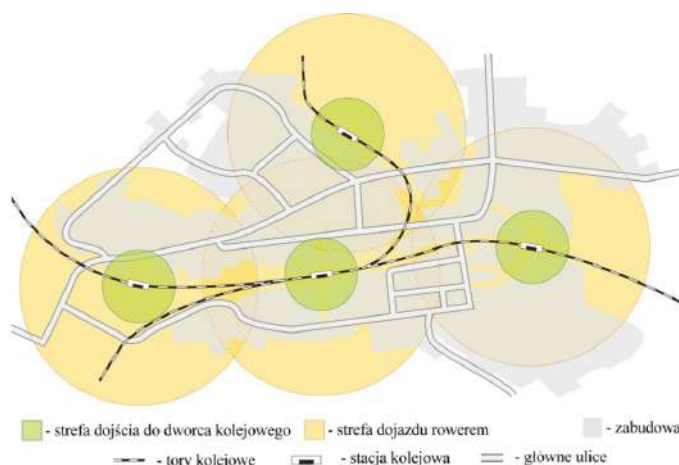 - strefa dojścia do dworca kolejowego - strefa dojazdu rowerem - zabudowa
- tory kolejowe - stacja kolejowa - główne ulice